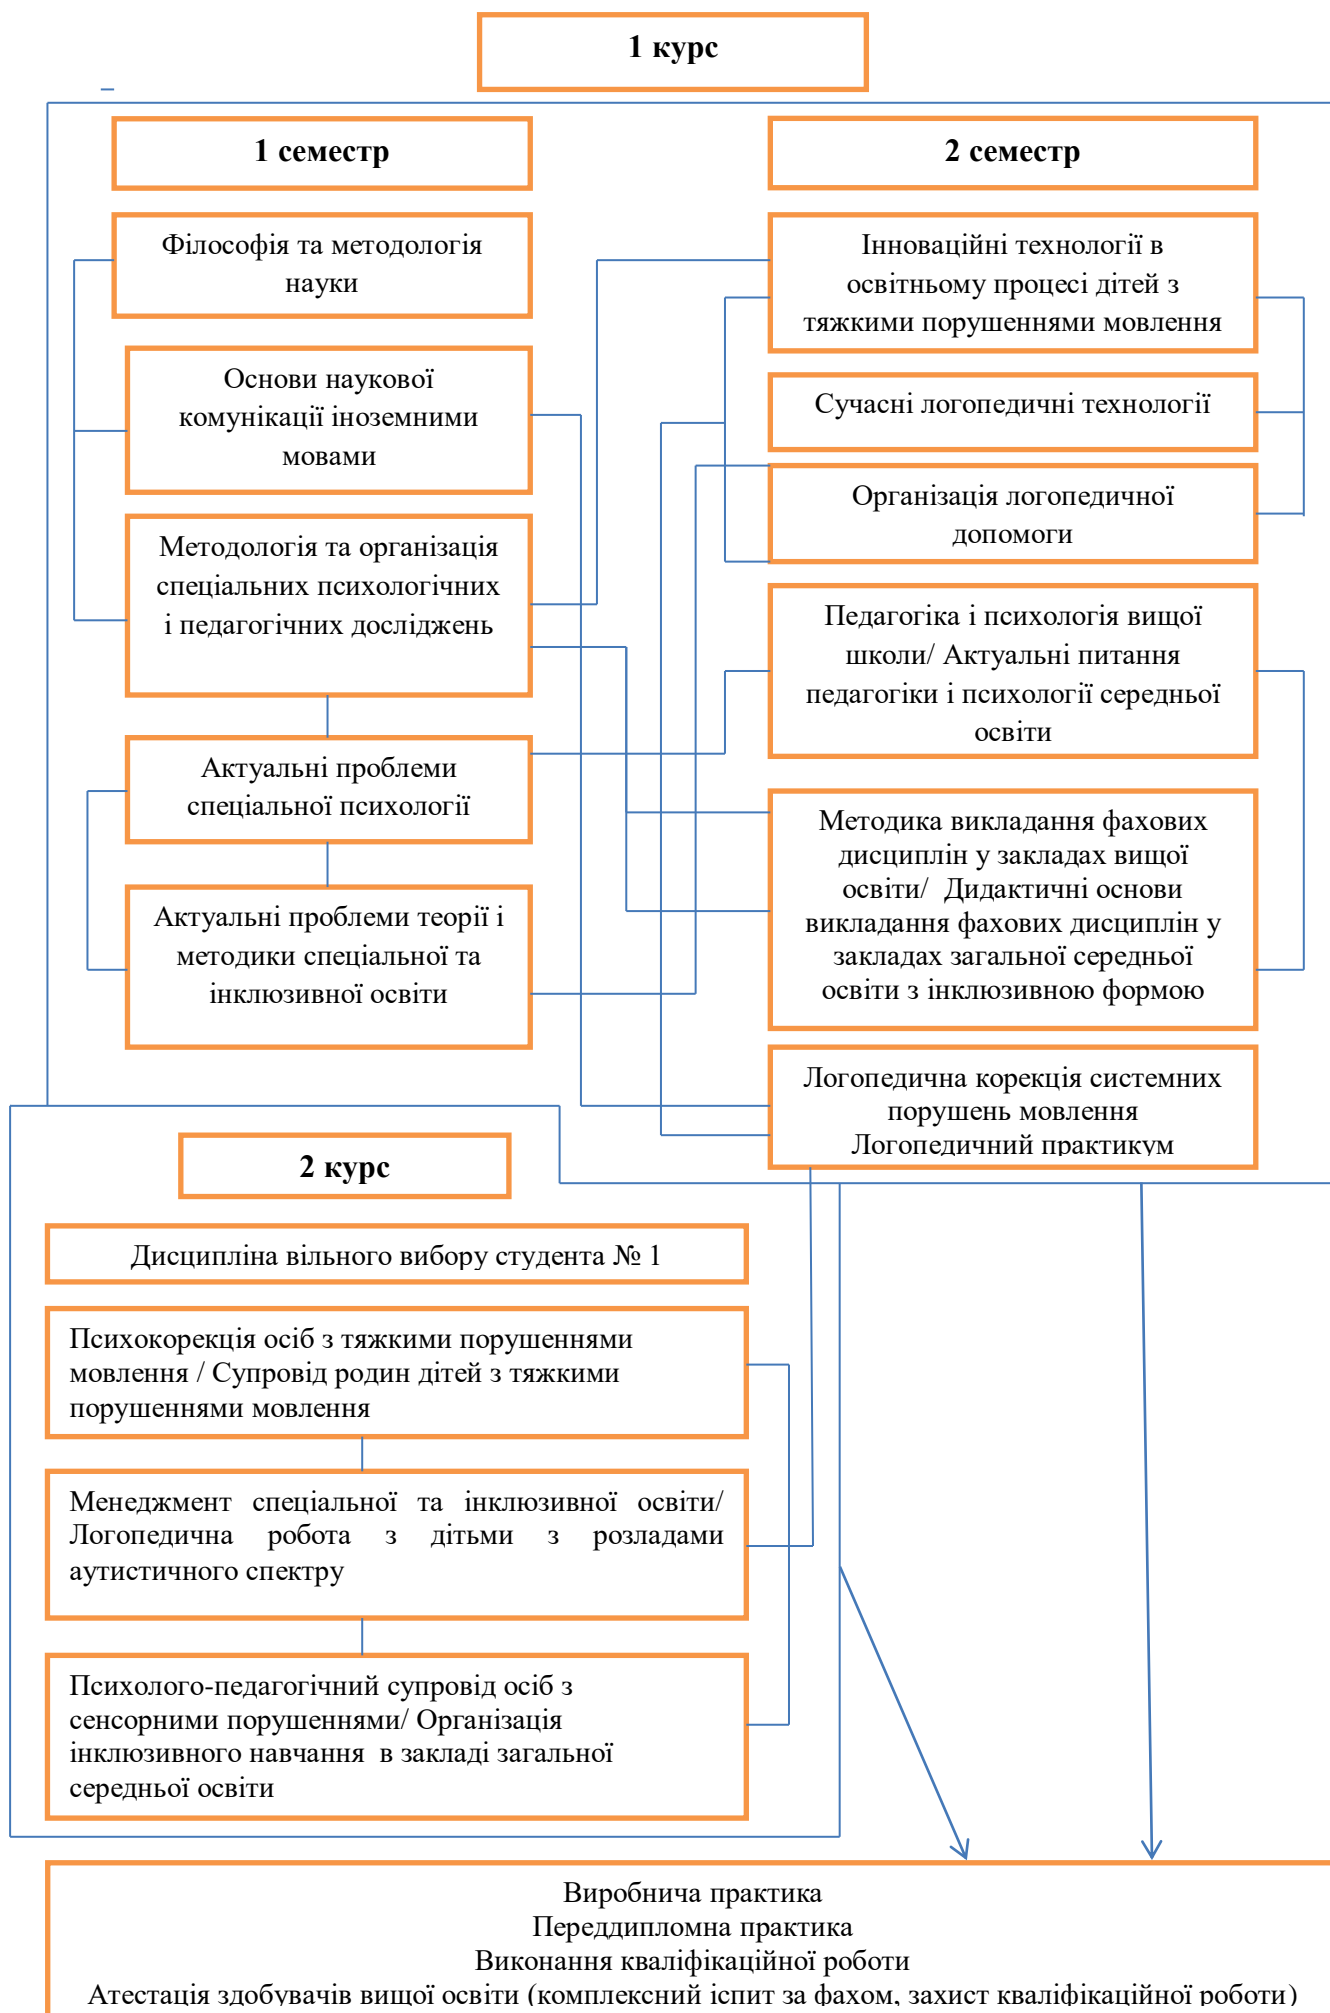 1 курс
1 семестр
Філософія та методологія
науки
Основи наукової
комунікації іноземними
мовами
Методологія та організація
спеціальних психологічних
і педагогічних досліджень
Актуальні проблеми
спеціальної психології
Актуальні проблеми теорії і
методики спеціальної та
інклюзивної освіти
2 семестр
Інноваційні технології в
освітньому процесі дітей з
тяжкими порушеннями мовлення
Сучасні логопедичні технології
Організація логопедичної
допомоги
Педагогіка і психологія вищої
школи/ Актуальні питання
педагогіки і психології середньої
освіти
Методика викладання фахових
дисциплін у закладах вищої
освіти/ Дидактичні основи
викладання фахових дисциплін у
закладах загальної середньої
освіти з інклюзивною формою
Логопедична корекція системних
порушень мовлення
Логопедичний практикум
2 курс
Дисципліна вільного вибору студента № 1
Психокорекція осіб з тяжкими порушеннями
мовлення / Супровід родин дітей з тяжкими
порушеннями мовлення
Менеджмент спеціальної та інклюзивної освіти/
Логопедична робота з дітьми з розладами
аутистичного спектру
Психолого-педагогічний супровід осіб з
сенсорними порушеннями/ Організація
інклюзивного навчання в закладі загальної
середньої освіти
Виробнича практика
Переддипломна практика
Виконання кваліфікаційної роботи
Атестація здобувачів вищої освіти (комплексний іспит за фахом, захист кваліфікаційної роботи)